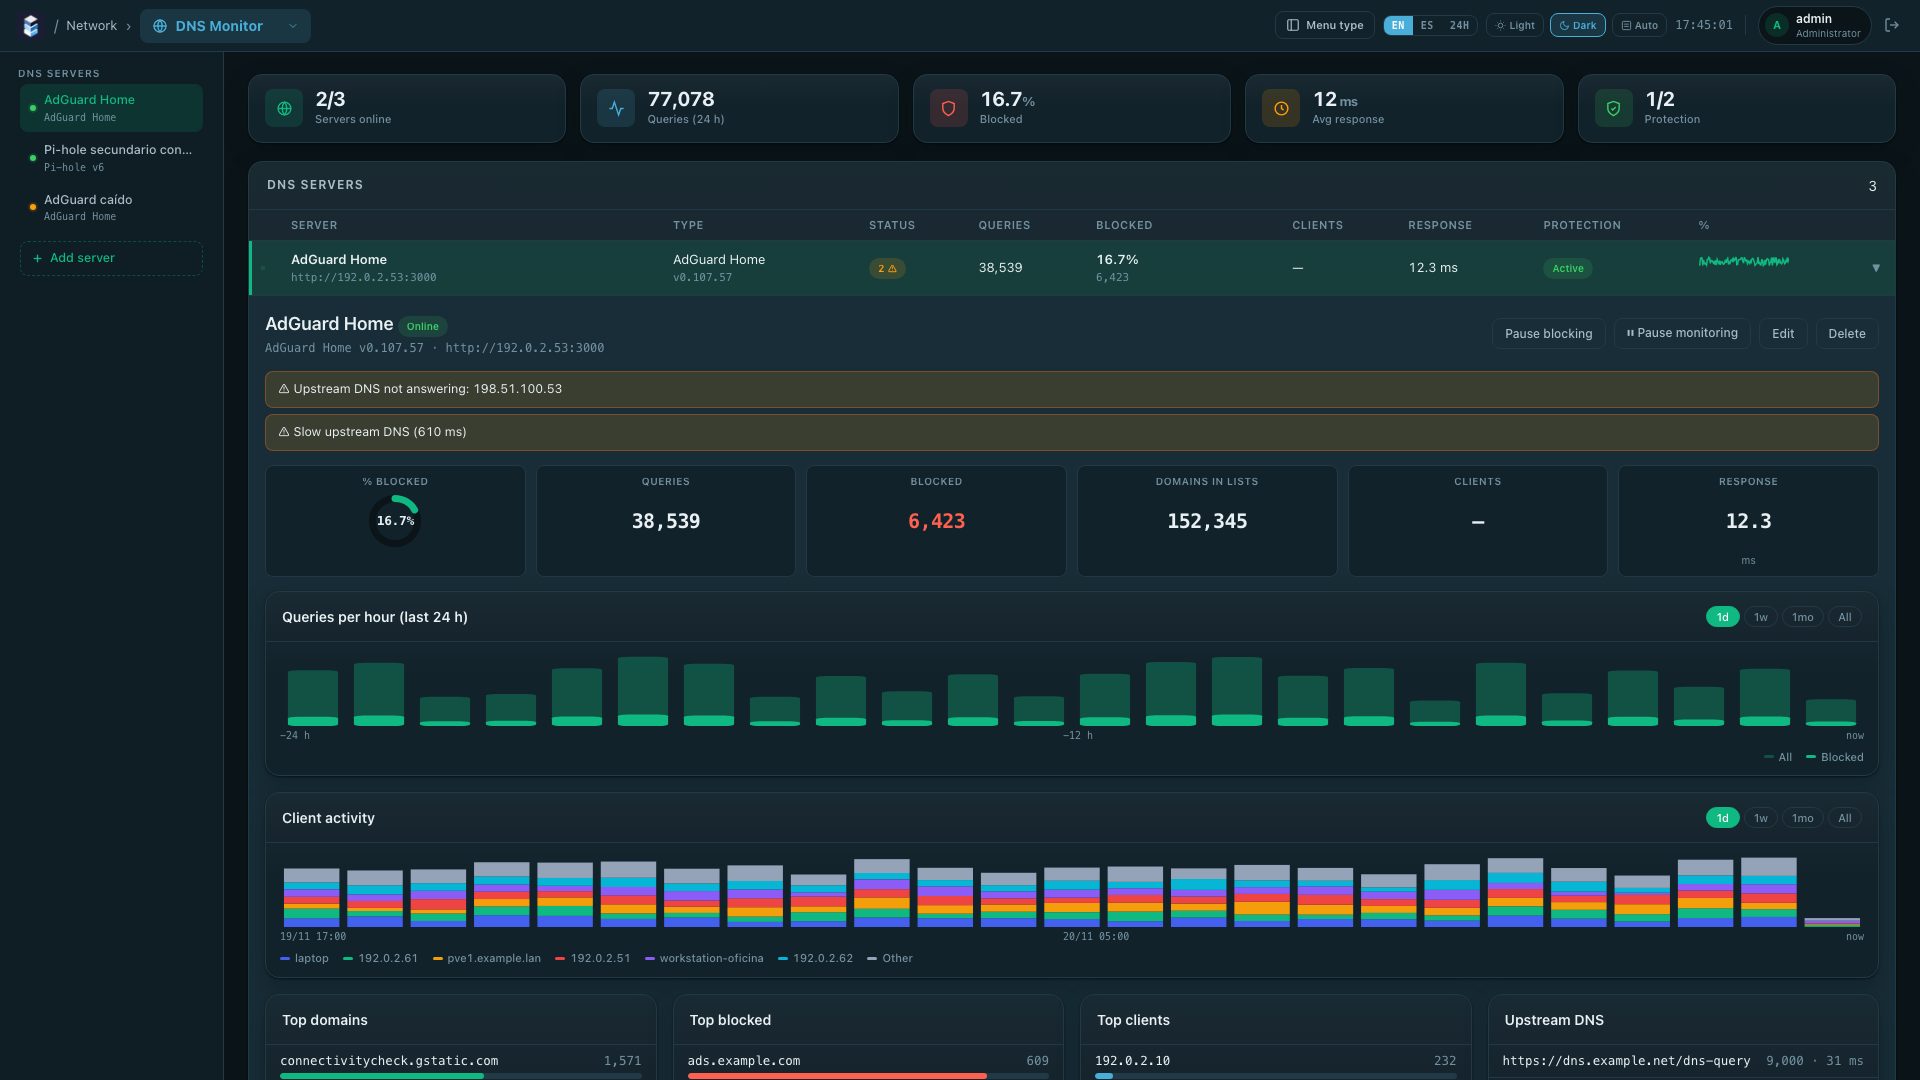 / Network › DNS Monitor
Menu type
EN ES 24H
Light Dark Auto
17:45:01
A admin
Administrator
DNS SERVERS
AdGuard Home
AdGuard Home
Pi-hole secundario con...
Pi-hole v6
AdGuard caído
AdGuard Home
+ Add server
2/3
Servers online
77,078
Queries (24 h)
16.7%
Blocked
12 ms
Avg response
1/2
Protection
DNS SERVERS 3
SERVER TYPE STATUS QUERIES BLOCKED CLIENTS RESPONSE PROTECTION %
AdGuard Home AdGuard Home 2 ⚠ 38,539 16.7% — 12.3 ms Active ▼
http://192.0.2.53:3000 v0.107.57 6,423
AdGuard Home Online
AdGuard Home v0.107.57 · http://192.0.2.53:3000
Pause blocking Pause monitoring Edit Delete
⚠ Upstream DNS not answering: 198.51.100.53
⚠ Slow upstream DNS (610 ms)
% BLOCKED
16.7%
QUERIES
38,539
BLOCKED
6,423
DOMAINS IN LISTS
152,345
CLIENTS
—
RESPONSE
12.3
ms
Queries per hour (last 24 h) 1d 1w 1mo All
−24 h −12 h now
All Blocked
Client activity 1d 1w 1mo All
19/11 17:00 20/11 05:00 now
laptop 192.0.2.61 pve1.example.lan 192.0.2.51 workstation-oficina 192.0.2.62 Other
Top domains
connectivitycheck.gstatic.com 1,571
Top blocked
ads.example.com 609
Top clients
192.0.2.10 232
Upstream DNS
https://dns.example.net/dns-query 9,000 · 31 ms